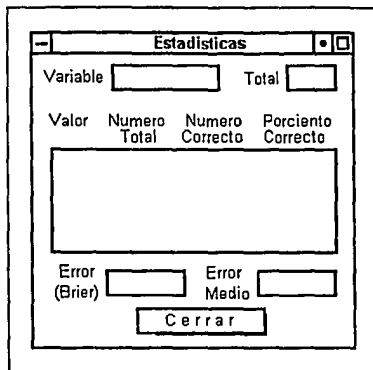 Estadisticas
Variable Total
Valor Numero Total Numero Correcto Porciento Correcto
Error (Brier) Error Medio
Cerrar